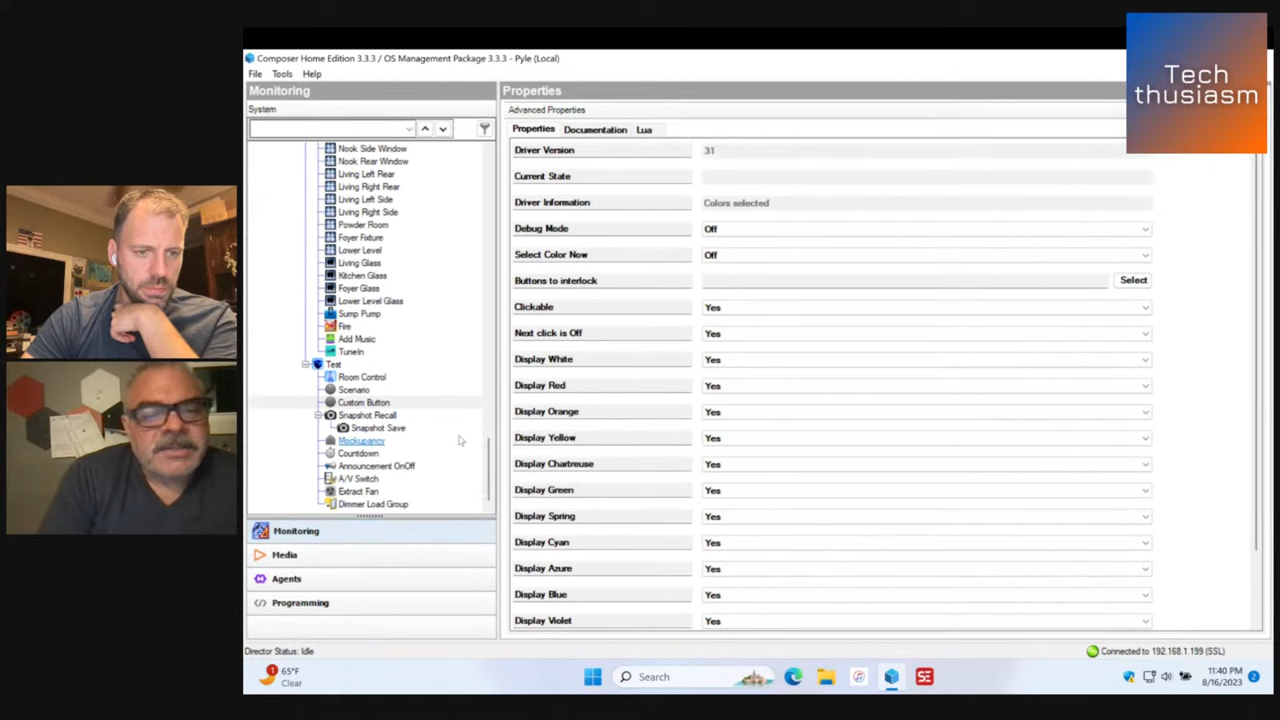 Tech
thusiasm
Composer Home Edition 3.3.3 / OS Management Package 3.3.3 - Pyle (Local)
File Tools Help
Monitoring
System
Nook Side Window
Nook Rear Window
Living Left Rear
Living Right Rear
Living Left Side
Living Right Side
Powder Room
Foyer Fixture
Lower Level
Living Glass
Kitchen Glass
Foyer Glass
Lower Level Glass
Sump Pump
Fire
Add Music
TuneIn
Test
Room Control
Scenario
Custom Button
Snapshot Recall
Snapshot Save
Mockupancy
Countdown
Announcement OnOff
A/V Switch
Extract Fan
Dimmer Load Group
Monitoring
Media
Agents
Programming
Properties
Advanced Properties
Properties Documentation Lua
Driver Version 31
Current State
Driver Information Colors selected
Debug Mode Off
Select Color Now Off
Buttons to interlock Select
Clickable Yes
Next click is Off Yes
Display White Yes
Display Red Yes
Display Orange Yes
Display Yellow Yes
Display Chartreuse Yes
Display Green Yes
Display Spring Yes
Display Cyan Yes
Display Azure Yes
Display Blue Yes
Display Violet Yes
Director Status: Idle
Connected to 192.168.1.199 (SSL)
1
65°F
Clear
Search
SE
11:40 PM
8/16/2023
2